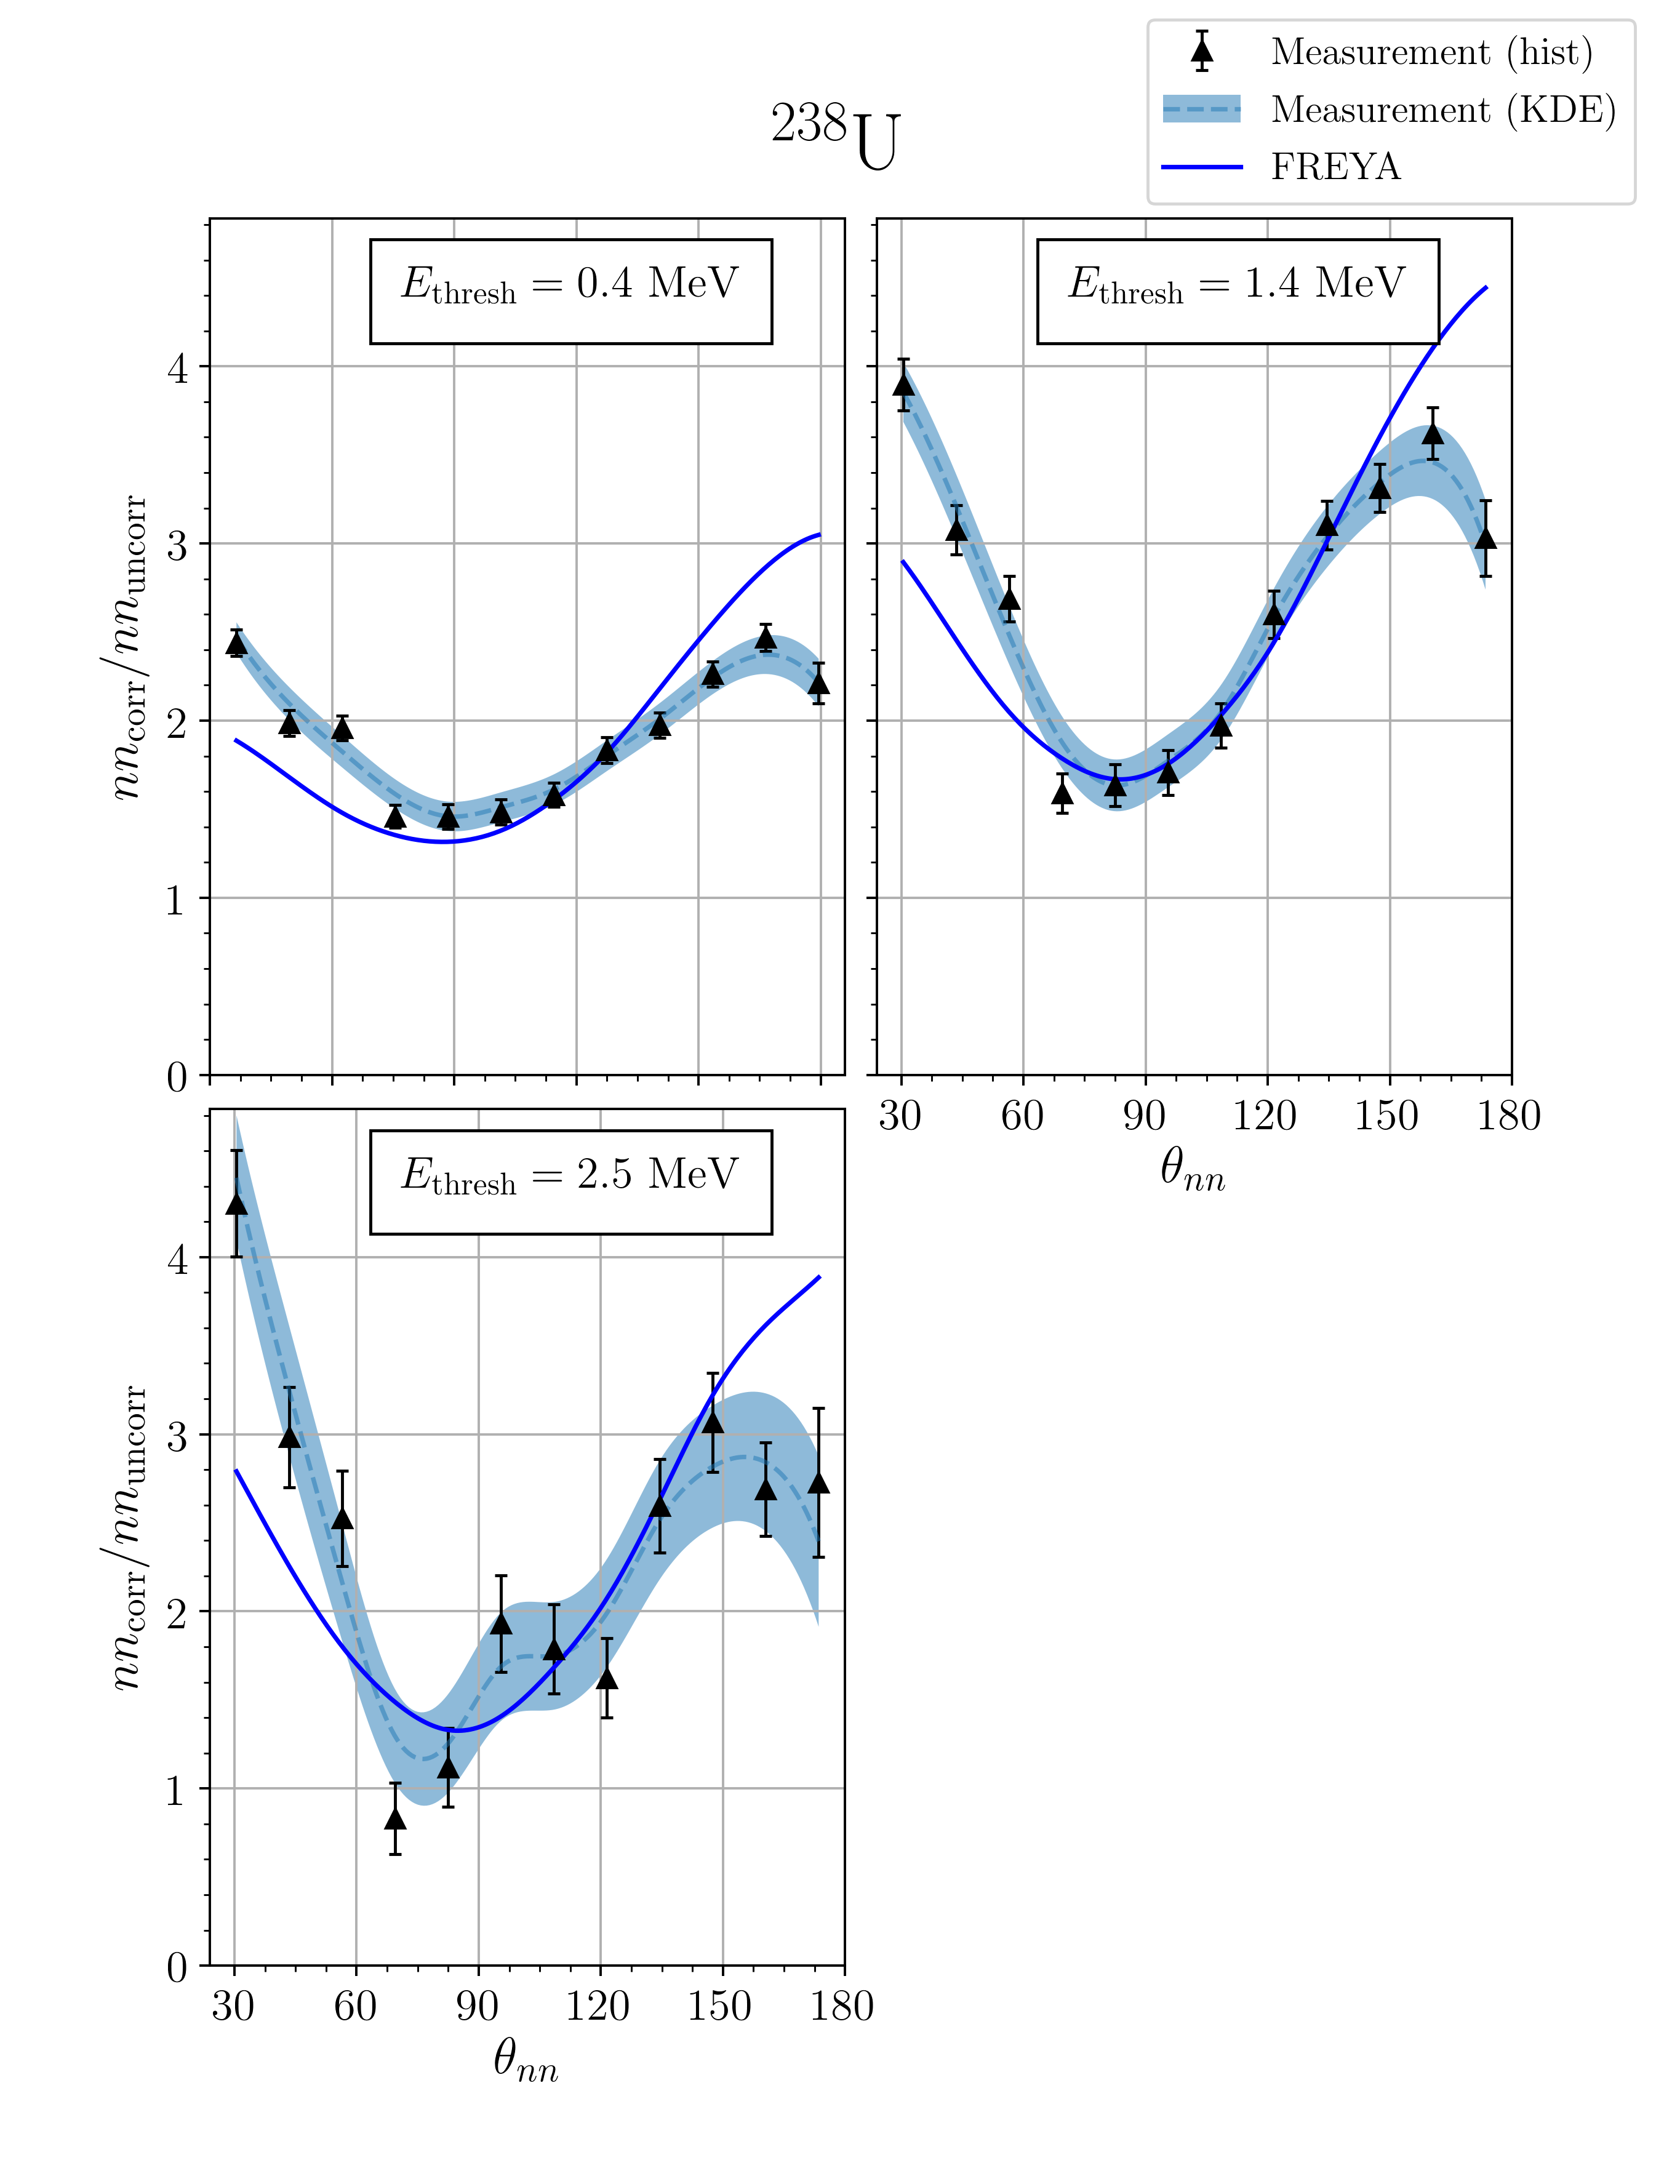 Measurement (hist)
Measurement (KDE)
FREYA
²³⁸U
E_thresh = 0.4 MeV
nn_corr/nn_uncorr
4
3
2
1
0
E_thresh = 1.4 MeV
30 60 90 120 150 180
θ_nn
E_thresh = 2.5 MeV
nn_corr/nn_uncorr
4
3
2
1
0
30 60 90 120 150 180
θ_nn